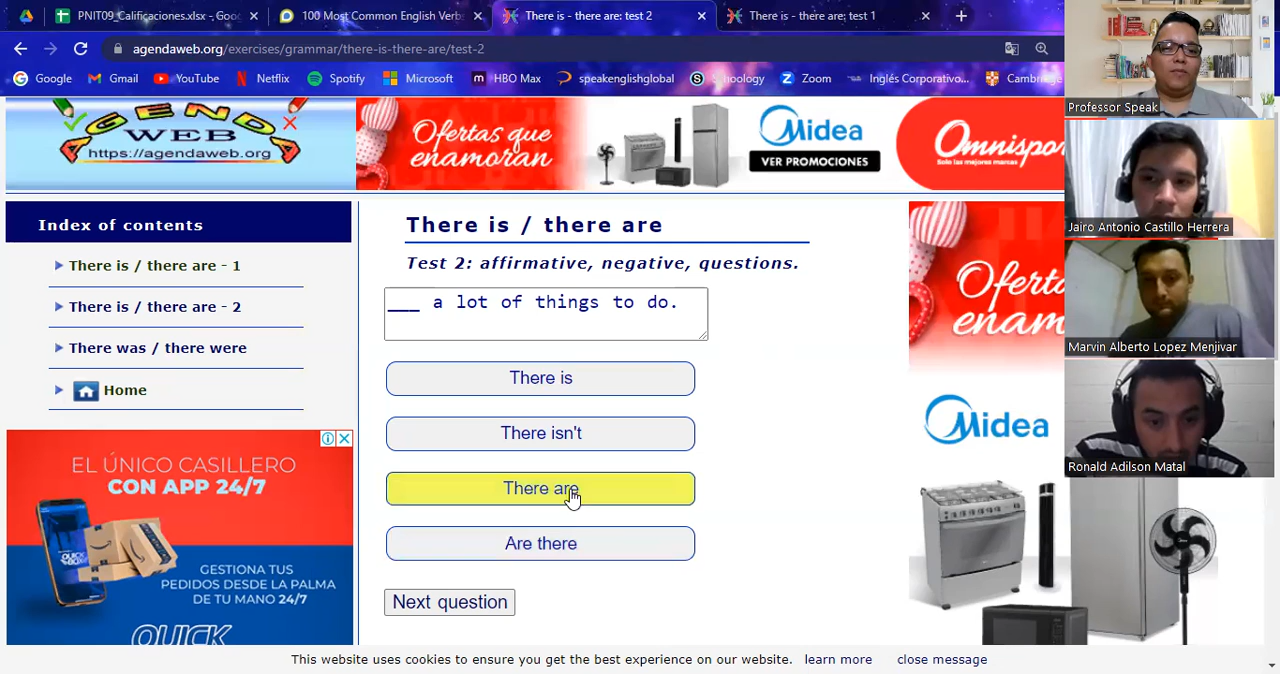 PNIT09_Calificaciones.xlsx - Goo
100 Most Common English Verbs
There is - there are: test 2
There is - there are: test 1
agendaweb.org/exercises/grammar/there-is-there-are/test-2
Google
Gmail
YouTube
Netflix
Spotify
Microsoft
HBO Max
speakenglishglobal
Schoology
Zoom
Inglés Corporativo...
Cambridge
Professor Speak
GEND
WEB
https://agendaweb.org
Ofertas que
enamoran
Midea
VER PROMOCIONES
Omnisport
Solo las mejores marcas
Index of contents
There is / there are - 1
There is / there are - 2
There was / there were
Home
There is / there are
Test 2: affirmative, negative, questions.
___ a lot of things to do.
There is
There isn't
There are
Are there
Next question
Jairo Antonio Castillo Herrera
Marvin Alberto Lopez Menjivar
Ronald Adilson Matal
Ofertas
enam
Midea
EL ÚNICO CASILLERO
CON APP 24/7
GESTIONA TUS
PEDIDOS DESDE LA PALMA
DE TU MANO 24/7
QUICK
This website uses cookies to ensure you get the best experience on our website. learn more close message